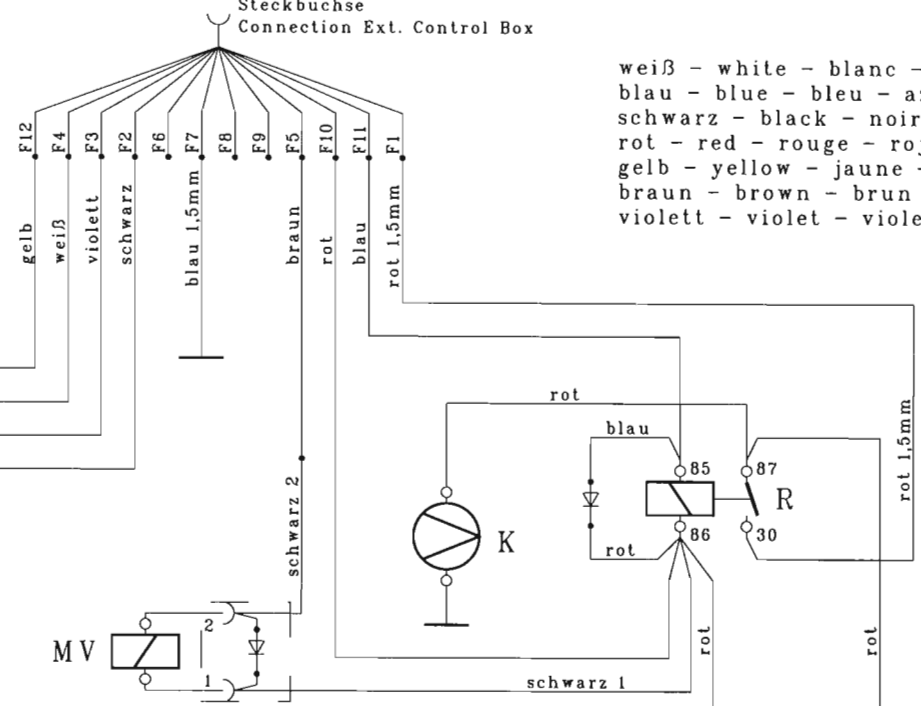 Steckbuchse
Connection Ext. Control Box
weiß - white - blanc -
blau - blue - bleu -
schwarz - black - noir
rot - red - rouge -
gelb - yellow - jaune -
braun - brown - brun
violett - violet -
F12
F4
F3
F2
F6
F7
F8
F9
F5
F10
F11
F1
gelb
weiß
violett
schwarz
blau 1,5mm
braun
rot
blau
rot 1,5mm
rot
blau
85
87
R
rot 1,5mm
schwarz 2
K
86
30
rot
2
MV
rot
rot
1
schwarz 1